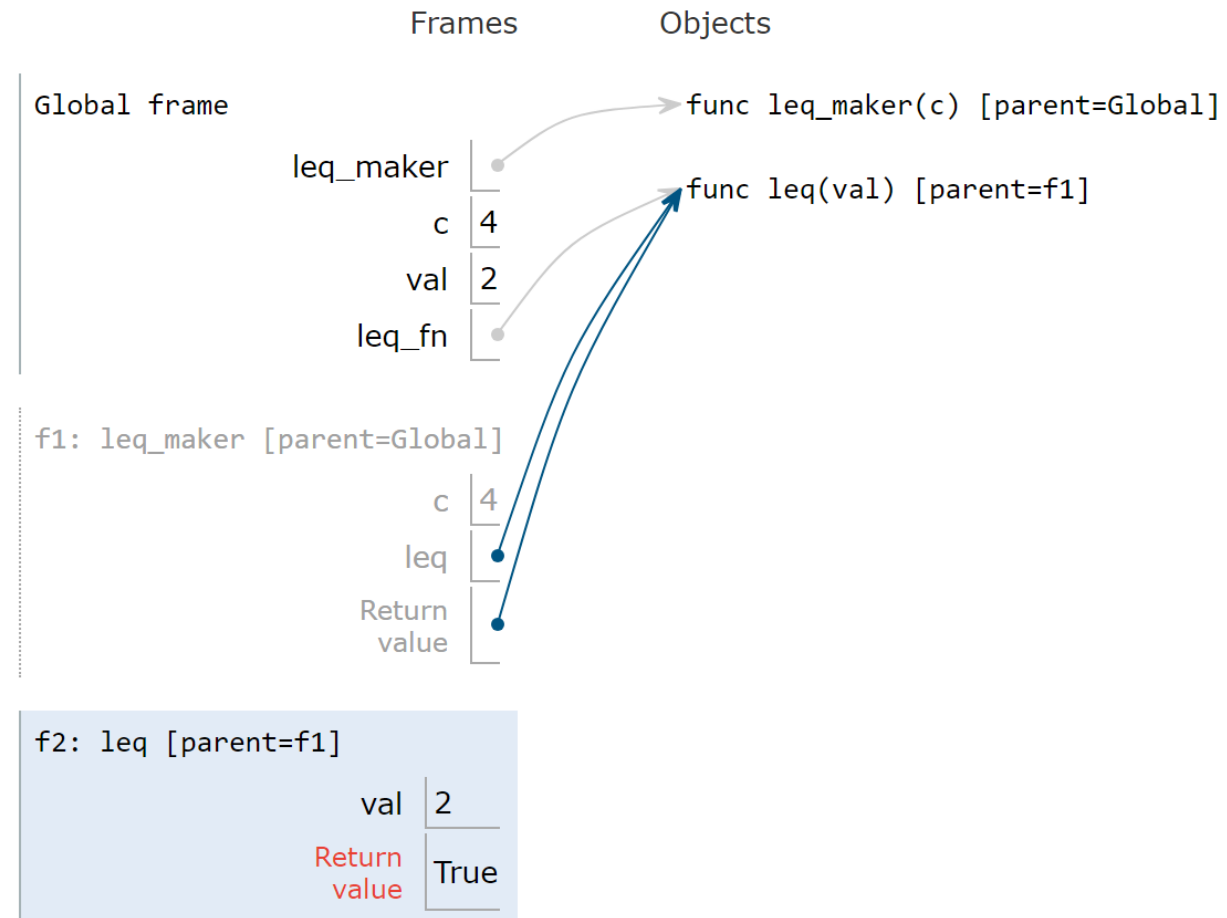 Frames Objects
Global frame
func leq_maker(c) [parent=Global]
leq_maker
func leq(val) [parent=f1]
c 4
val 2
leq_fn
f1: leq_maker [parent=Global]
c 4
leq
Return
value
f2: leq [parent=f1]
val 2
Return
value
True